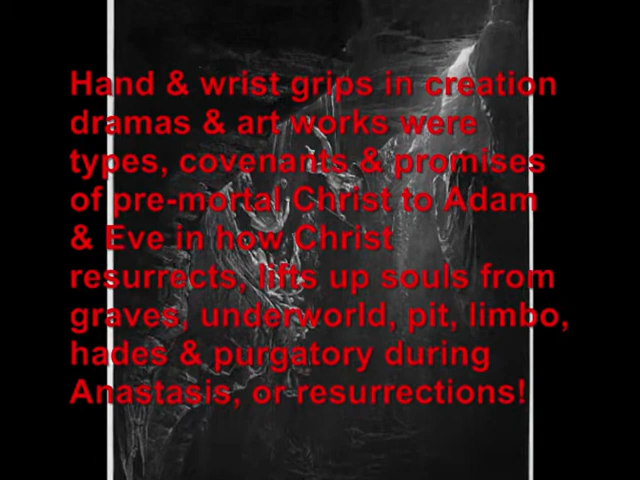 Hand & wrist grips in creation
dramas & art works were
types, covenants & promises
of pre-mortal Christ to Adam
& Eve in how Christ
resurrects, lifts up souls from
graves, underworld, pit, limbo,
hades & purgatory during
Anastasis, or resurrections!